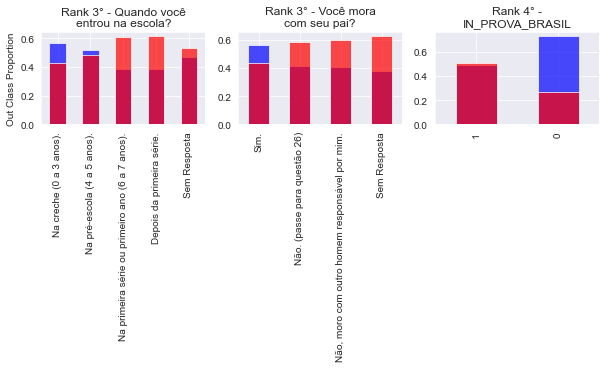 Rank 3° - Quando você
entrou na escola?
Out Class Proportion
0.6
0.4
0.2
0.0
Na creche (0 a 3 anos).
Na pré-escola (4 a 5 anos).
Na primeira série ou primeiro ano (6 a 7 anos).
Depois da primeira série.
Sem Resposta
Rank 3° - Você mora
com seu pai?
0.6
0.4
0.2
0.0
Sim.
Não. (passe para questão 26)
Não, moro com outro homem responsável por mim.
Sem Resposta
Rank 4° -
IN_PROVA_BRASIL
0.6
0.4
0.2
0.0
1
0